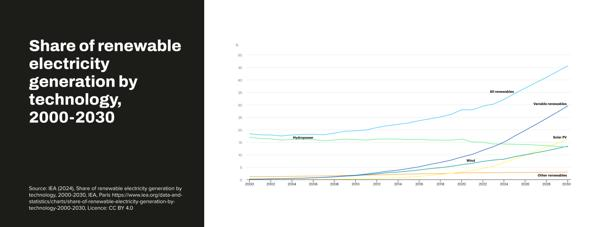 Share of renewable
electricity
generation by
technology,
2000-2030
Source: IEA (2024), Share of renewable electricity generation by
technology, 2000-2030, IEA, Paris https://www.iea.org/data-and-
statistics/charts/share-of-renewable-electricity-generation-by-
technology-2000-2030, Licence: CC BY 4.0
%
50
45
40
35
30
25
20
15
10
5
0
All renewables
Variable renewables
Hydropower
Solar PV
Wind
Other renewables
2000 2002 2004 2006 2008 2010 2012 2014 2016 2018 2020 2022 2024 2026 2028 2030